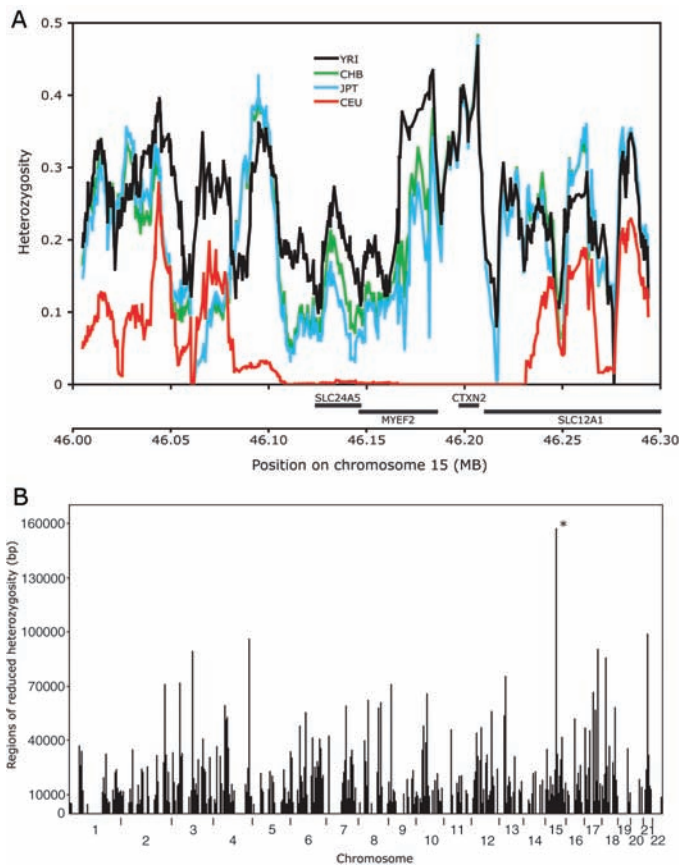 A
0.5
0.4
0.3
0.2
0.1
0
Heterozygosity
YRI
CHB
JPT
CEU
SLC24A5
CTXN2
MYEF2
SLC12A1
46.00 46.05 46.10 46.15 46.20 46.25 46.30
Position on chromosome 15 (MB)
B
Regions of reduced heterozygosity (bp)
160000
130000
100000
70000
40000
10000
0
*
1 2 3 4 5 6 7 8 9 10 11 12 13 14 15 16 17 18 19 20 21 22
Chromosome